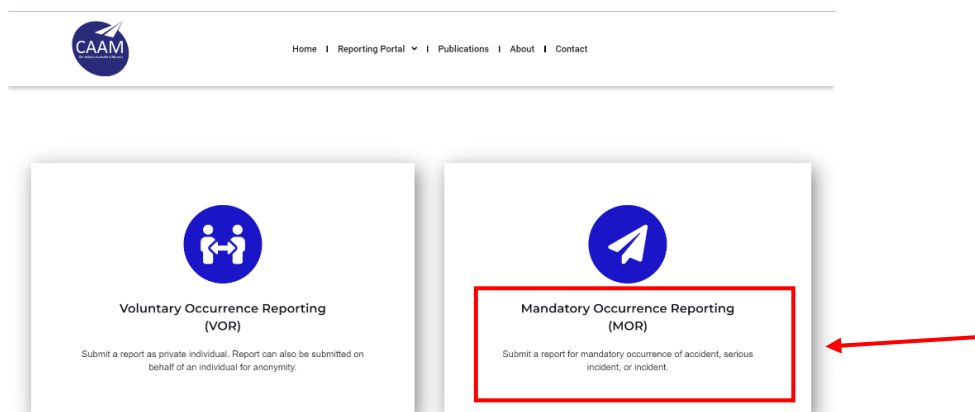 CAAM
Home | Reporting Portal | Publications | About | Contact
Voluntary Occurrence Reporting
(VOR)
Submit a report as private individual. Report can also be submitted on
behalf of an individual for anonymity.
Mandatory Occurrence Reporting
(MOR)
Submit a report for mandatory occurrence of accident, serious
incident, or incident.